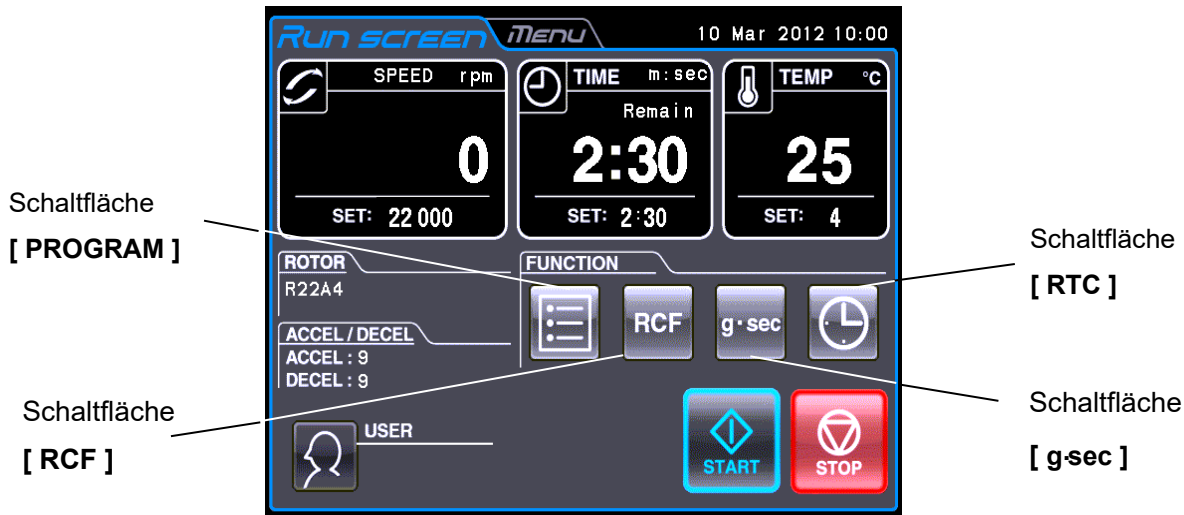 Run screen
Menu
10 Mar 2012 10:00
SPEED rpm
0
SET: 22 000
TIME m:sec
Remain
2:30
SET: 2:30
TEMP °C
25
SET: 4
Schaltfläche
[ PROGRAM ]
Schaltfläche
[ RTC ]
ROTOR
R22A4
FUNCTION
RCF
g·sec
ACCEL / DECEL
ACCEL : 9
DECEL : 9
Schaltfläche
[ RCF ]
Schaltfläche
[ g·sec ]
USER
START
STOP